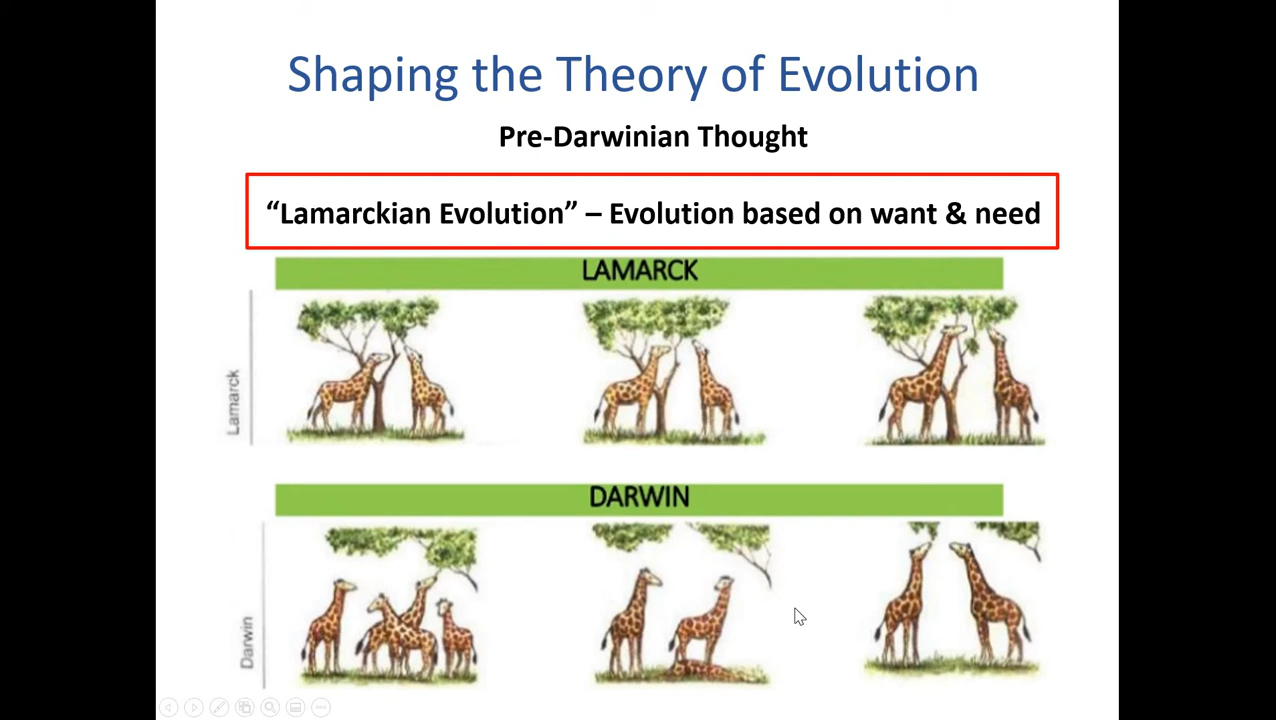 Shaping the Theory of Evolution
Pre-Darwinian Thought
“Lamarckian Evolution” – Evolution based on want & need
LAMARCK
Lamarck
DARWIN
Darwin